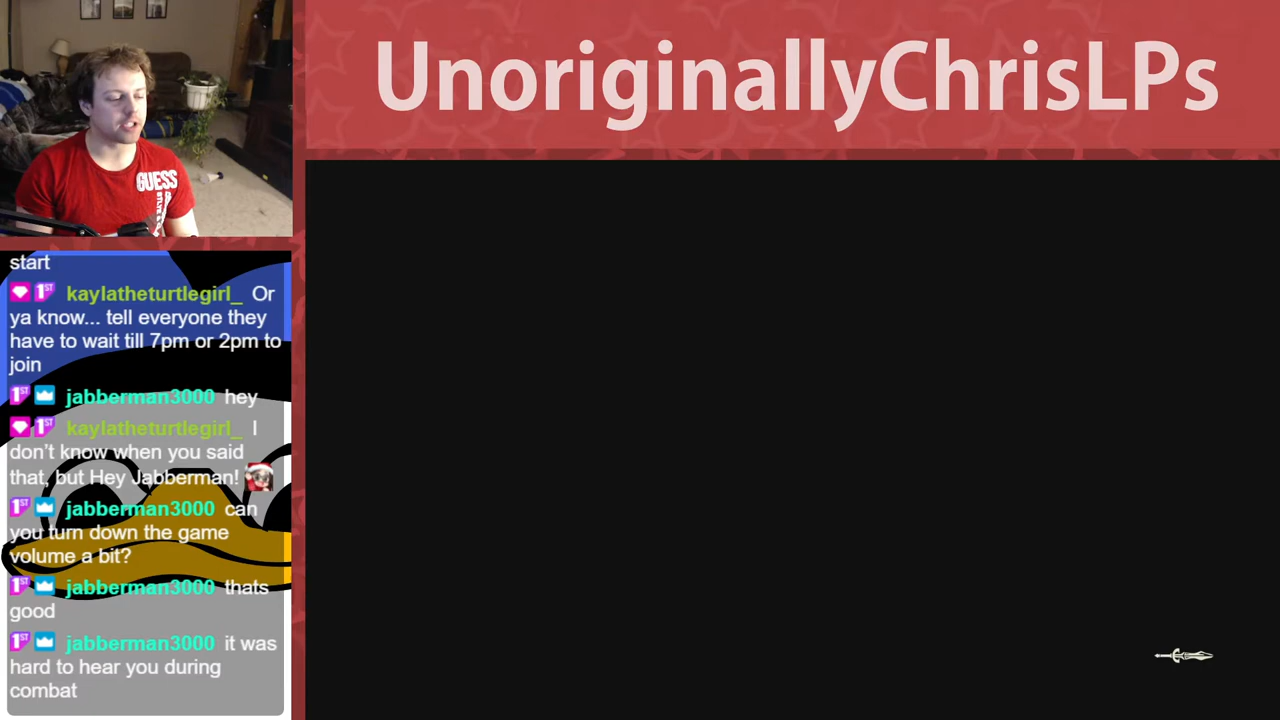 UnoriginallyChrisLPs
GUESS
start
kaylatheturtlegirl_ Or
ya know... tell everyone they
have to wait till 7pm or 2pm to
join
jabberman3000 hey
kaylatheturtlegirl_ I
don't know when you said
that, but Hey Jabberman!
jabberman3000 can
you turn down the game
volume a bit?
jabberman3000 thats
good
jabberman3000 it was
hard to hear you during
combat